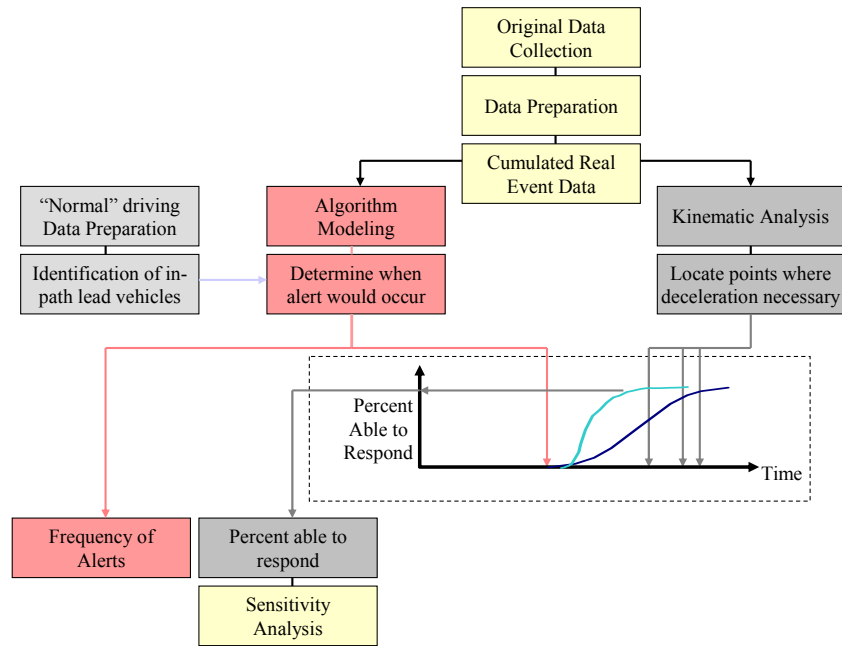 Original Data
Collection
Data Preparation
Cumulated Real
Event Data
“Normal” driving
Data Preparation
Algorithm
Modeling
Kinematic Analysis
Identification of in-
path lead vehicles
Determine when
alert would occur
Locate points where
deceleration necessary
Percent
Able to
Respond
Time
Frequency of
Alerts
Percent able to
respond
Sensitivity
Analysis